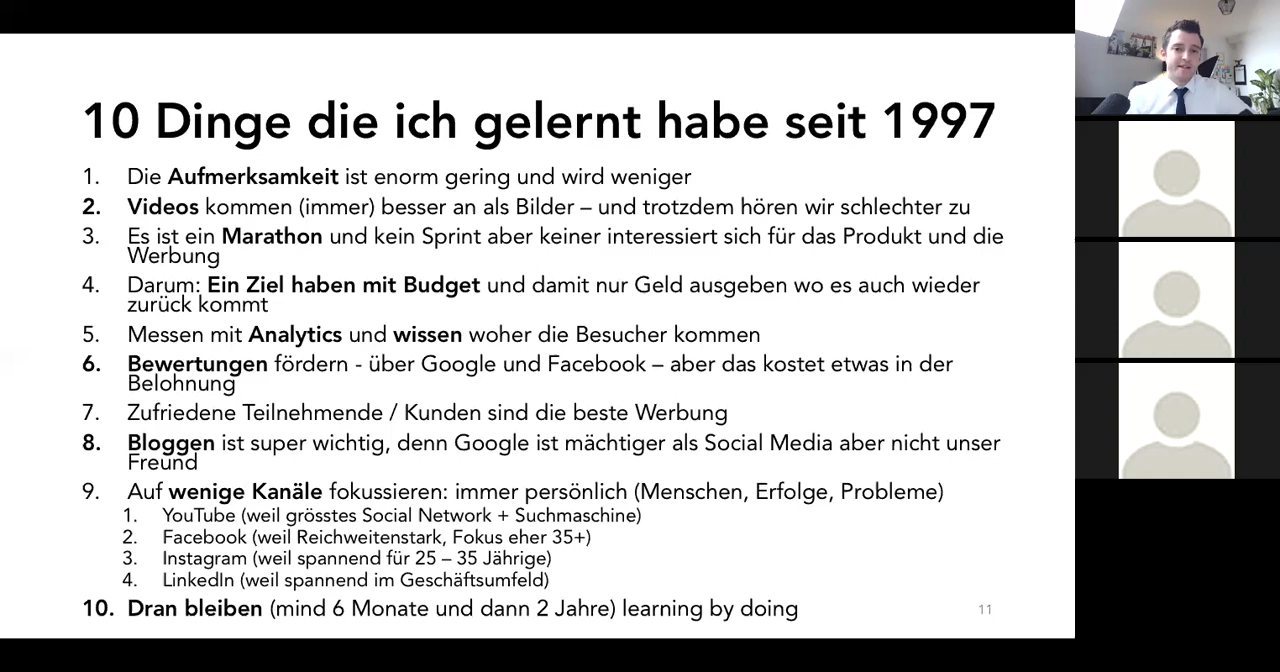 10 Dinge die ich gelernt habe seit 1997
1. Die Aufmerksamkeit ist enorm gering und wird weniger
2. Videos kommen (immer) besser an als Bilder – und trotzdem hören wir schlechter zu
3. Es ist ein Marathon und kein Sprint aber keiner interessiert sich für das Produkt und die
Werbung
4. Darum: Ein Ziel haben mit Budget und damit nur Geld ausgeben wo es auch wieder
zurück kommt
5. Messen mit Analytics und wissen woher die Besucher kommen
6. Bewertungen fördern - über Google und Facebook – aber das kostet etwas in der
Belohnung
7. Zufriedene Teilnehmende / Kunden sind die beste Werbung
8. Bloggen ist super wichtig, denn Google ist mächtiger als Social Media aber nicht unser
Freund
9. Auf wenige Kanäle fokussieren: immer persönlich (Menschen, Erfolge, Probleme)
1. YouTube (weil grösstes Social Network + Suchmaschine)
2. Facebook (weil Reichweitenstark, Fokus eher 35+)
3. Instagram (weil spannend für 25 – 35 Jährige)
4. LinkedIn (weil spannend im Geschäftsumfeld)
10. Dran bleiben (mind 6 Monate und dann 2 Jahre) learning by doing
11